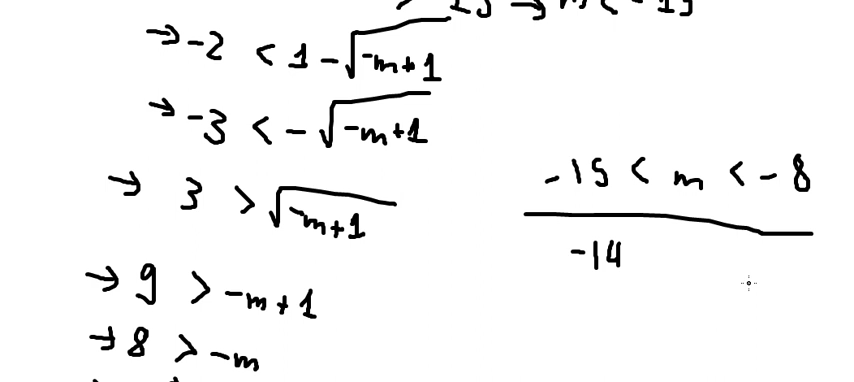 → -2 < 1 - √(-m+1)
→ -3 < - √(-m+1)
→ 3 > √(-m+1)
→ 9 > -m + 1
→ 8 > -m
-15 < m < -8
-14